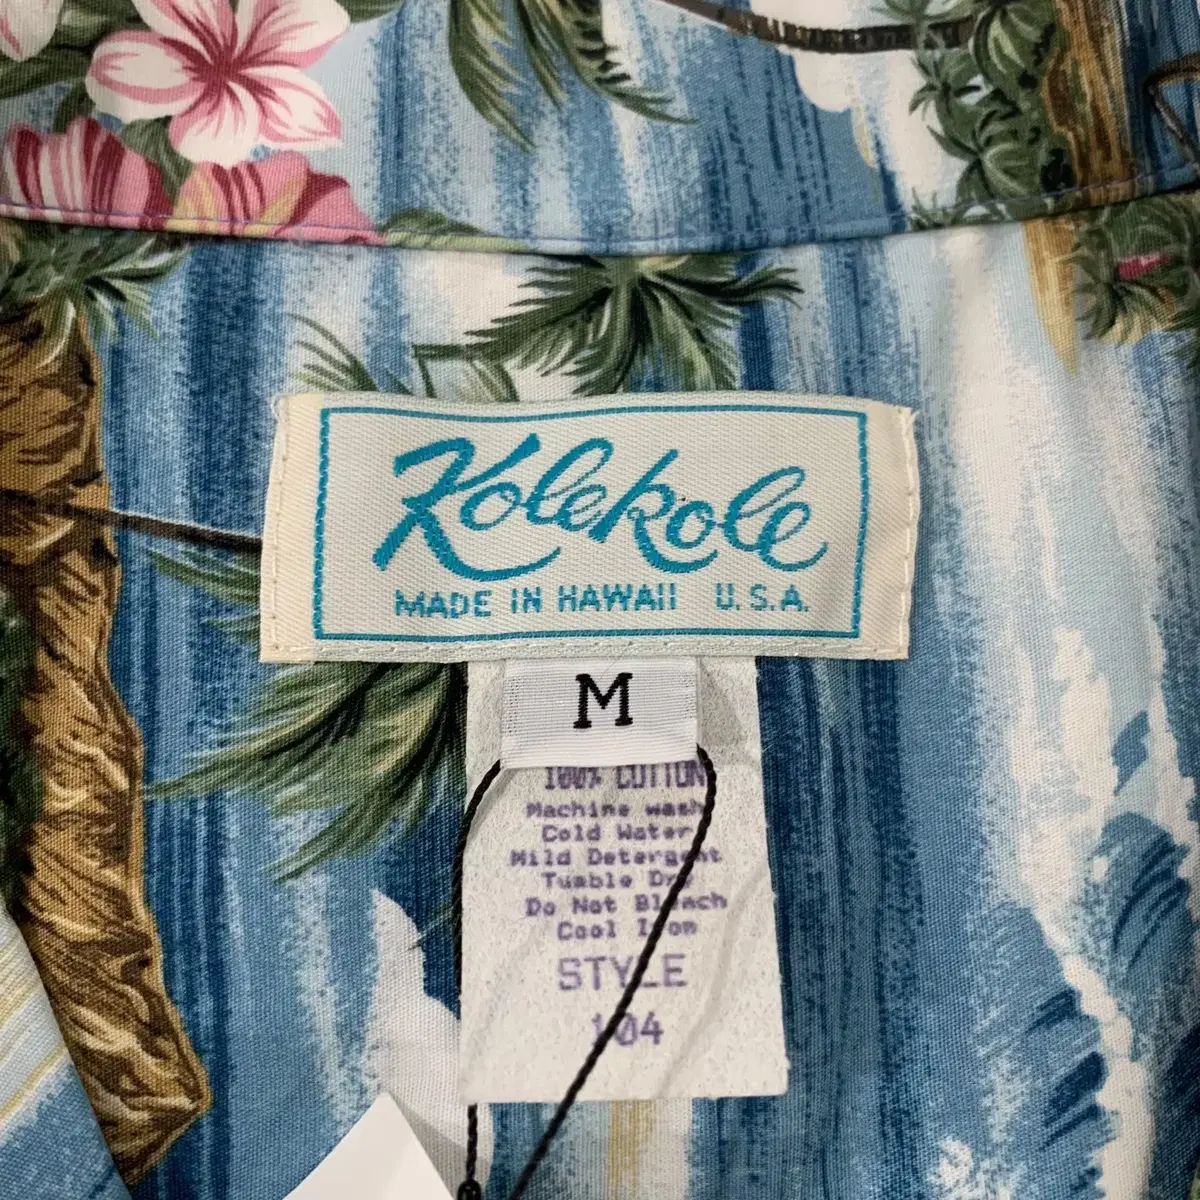 Kolekole
MADE IN HAWAII U.S.A.
M
100% COTTON
Machine wash
Cold Water
Mild Detergent
Tumble Dry
Do Not Bleach
Cool Iron
STYLE
104